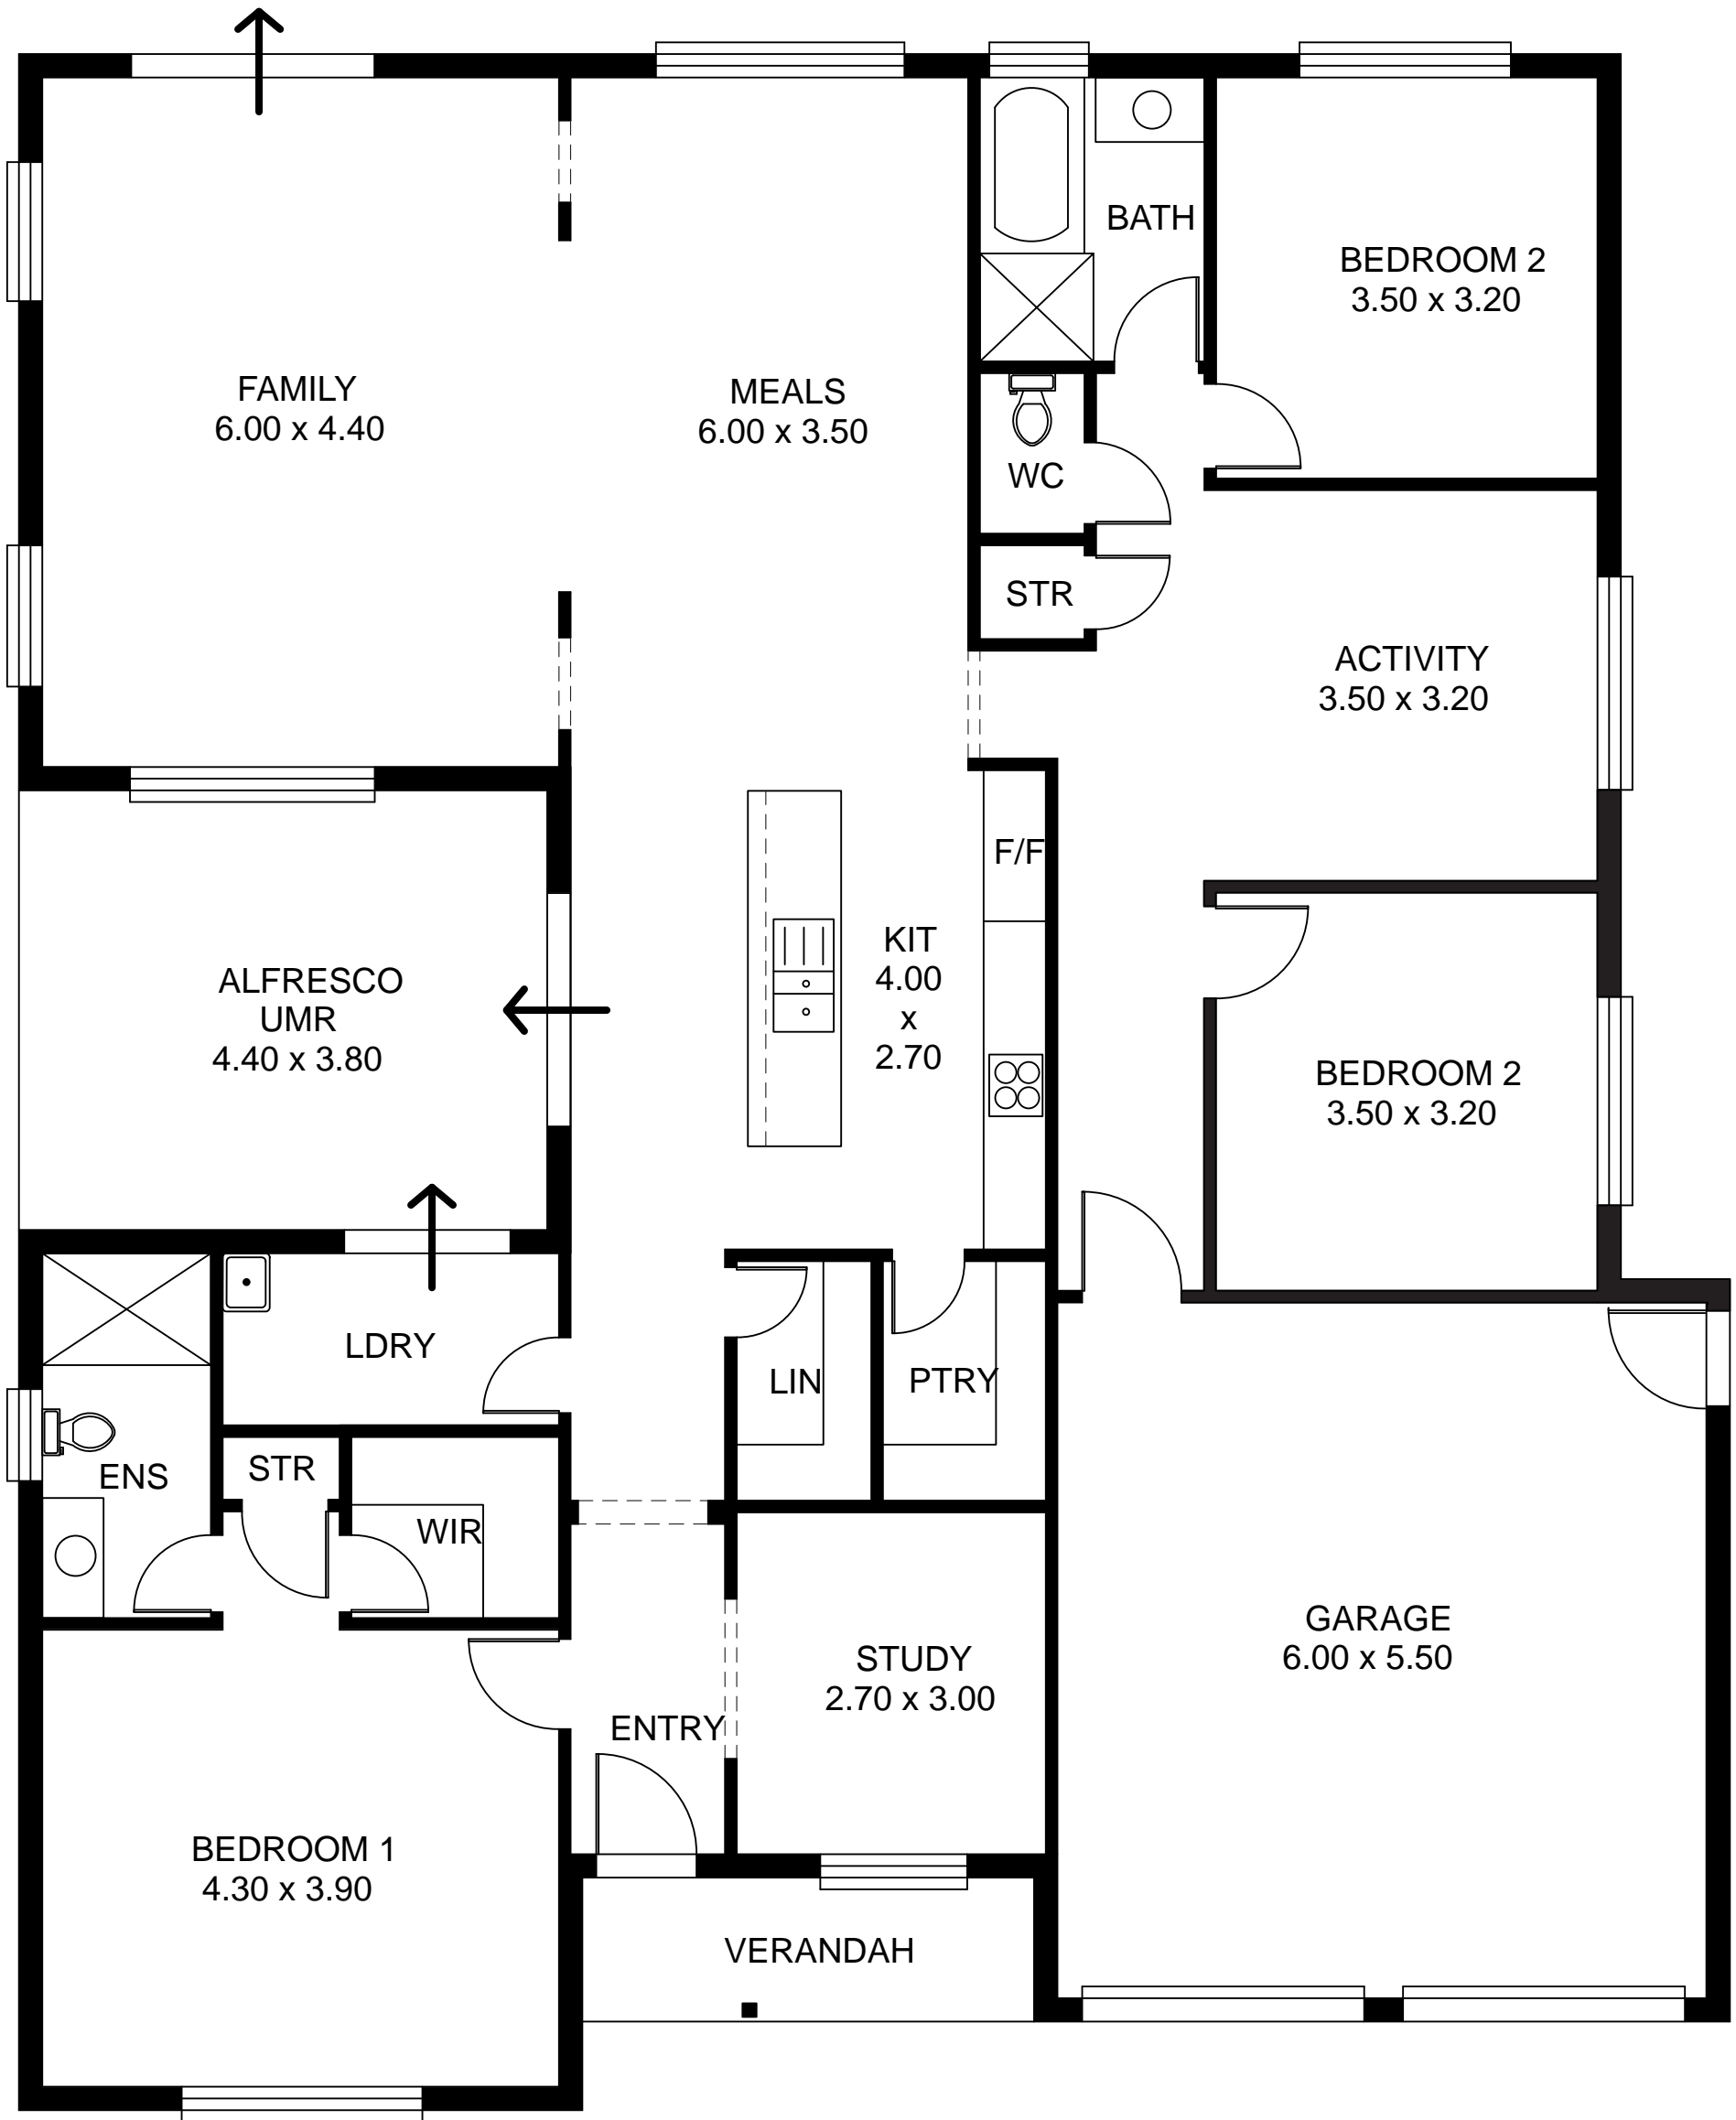 BATH
BEDROOM 2
3.50 x 3.20
FAMILY
6.00 x 4.40
MEALS
6.00 x 3.50
WC
STR
ACTIVITY
3.50 x 3.20
F/F
KIT
4.00
x
2.70
ALFRESCO
UMR
4.40 x 3.80
BEDROOM 2
3.50 x 3.20
LDRY
LIN
PTRY
ENS
STR
WIR
STUDY
2.70 x 3.00
GARAGE
6.00 x 5.50
ENTRY
BEDROOM 1
4.30 x 3.90
VERANDAH